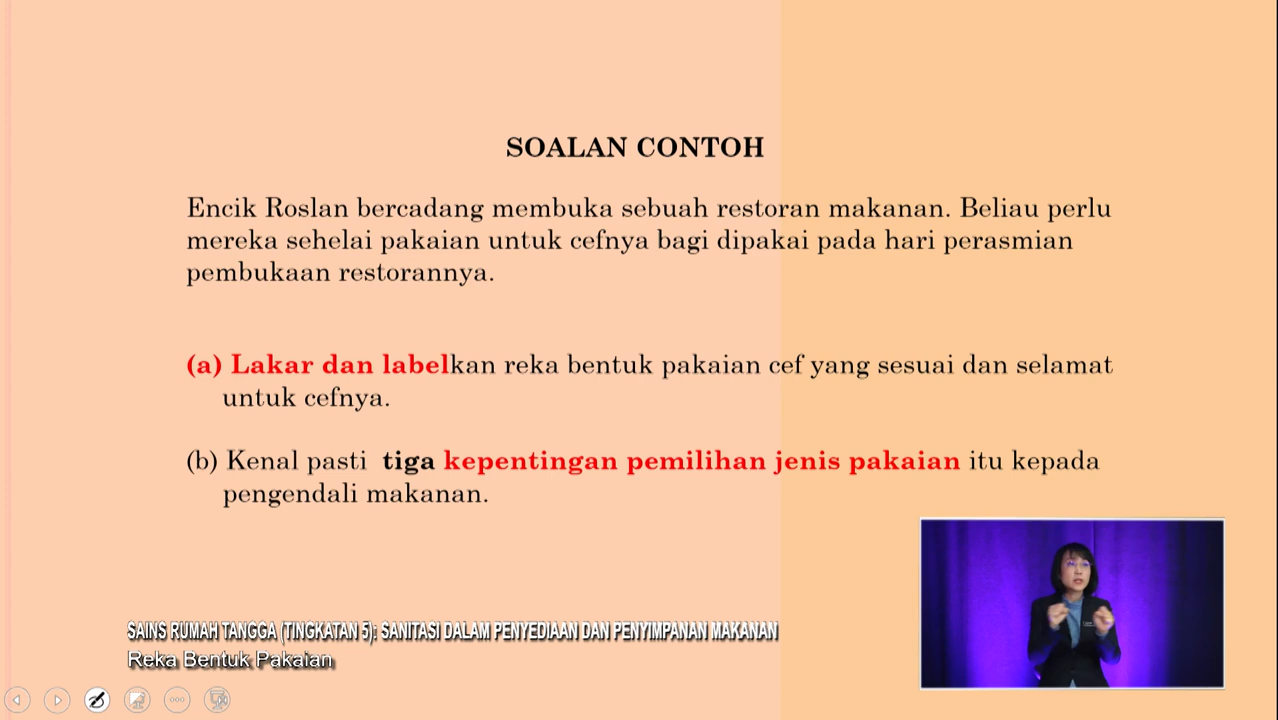 SOALAN CONTOH
Encik Roslan bercadang membuka sebuah restoran makanan. Beliau perlu
mereka sehelai pakaian untuk cefnya bagi dipakai pada hari perasmian
pembukaan restorannya.
(a) Lakar dan labelkan reka bentuk pakaian cef yang sesuai dan selamat
untuk cefnya.
(b) Kenal pasti tiga kepentingan pemilihan jenis pakaian itu kepada
pengendali makanan.
SAINS RUMAH TANGGA (TINGKATAN 5): SANITASI DALAM PENYEDIAAN DAN PENYIMPANAN MAKANAN
Reka Bentuk Pakaian